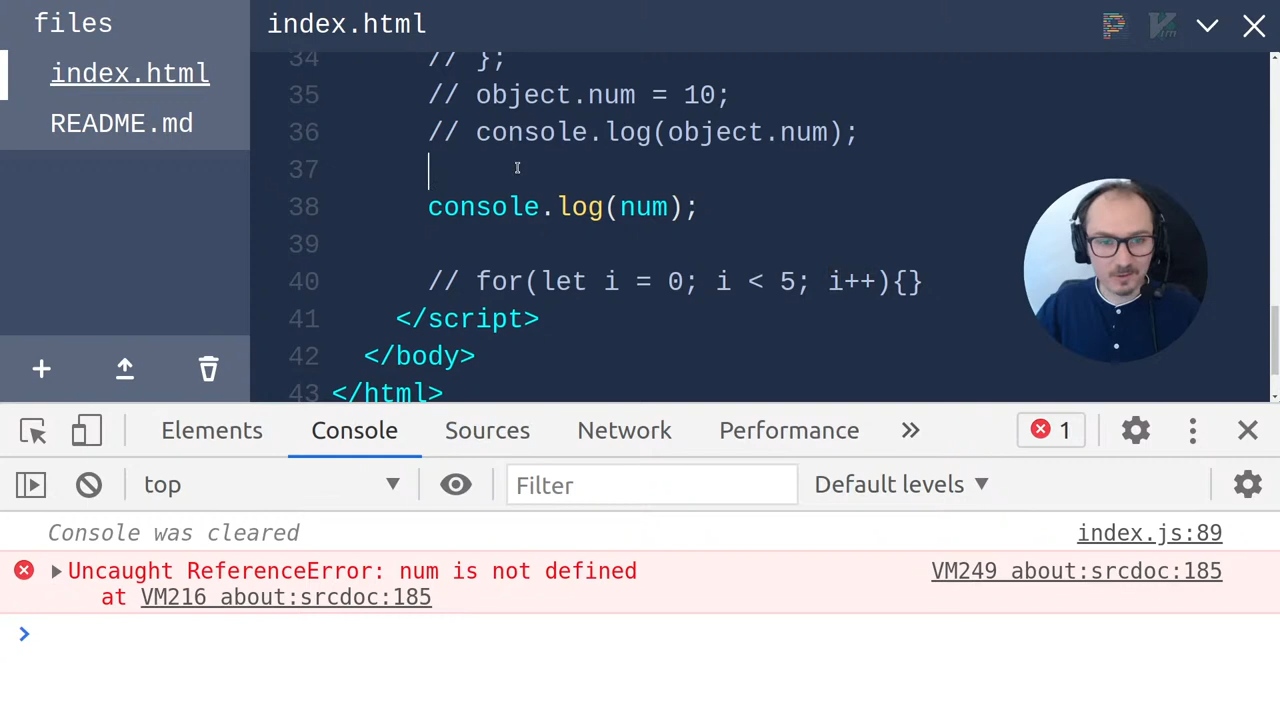 files
index.html
README.md
index.html
34 // };
35 // object.num = 10;
36 // console.log(object.num);
37
38 console.log(num);
39
40 // for(let i = 0; i < 5; i++){}
41 </script>
42 </body>
43 </html>
Elements Console Sources Network Performance » 1
top Filter Default levels
Console was cleared index.js:89
Uncaught ReferenceError: num is not defined VM249 about:srcdoc:185
at VM216 about:srcdoc:185